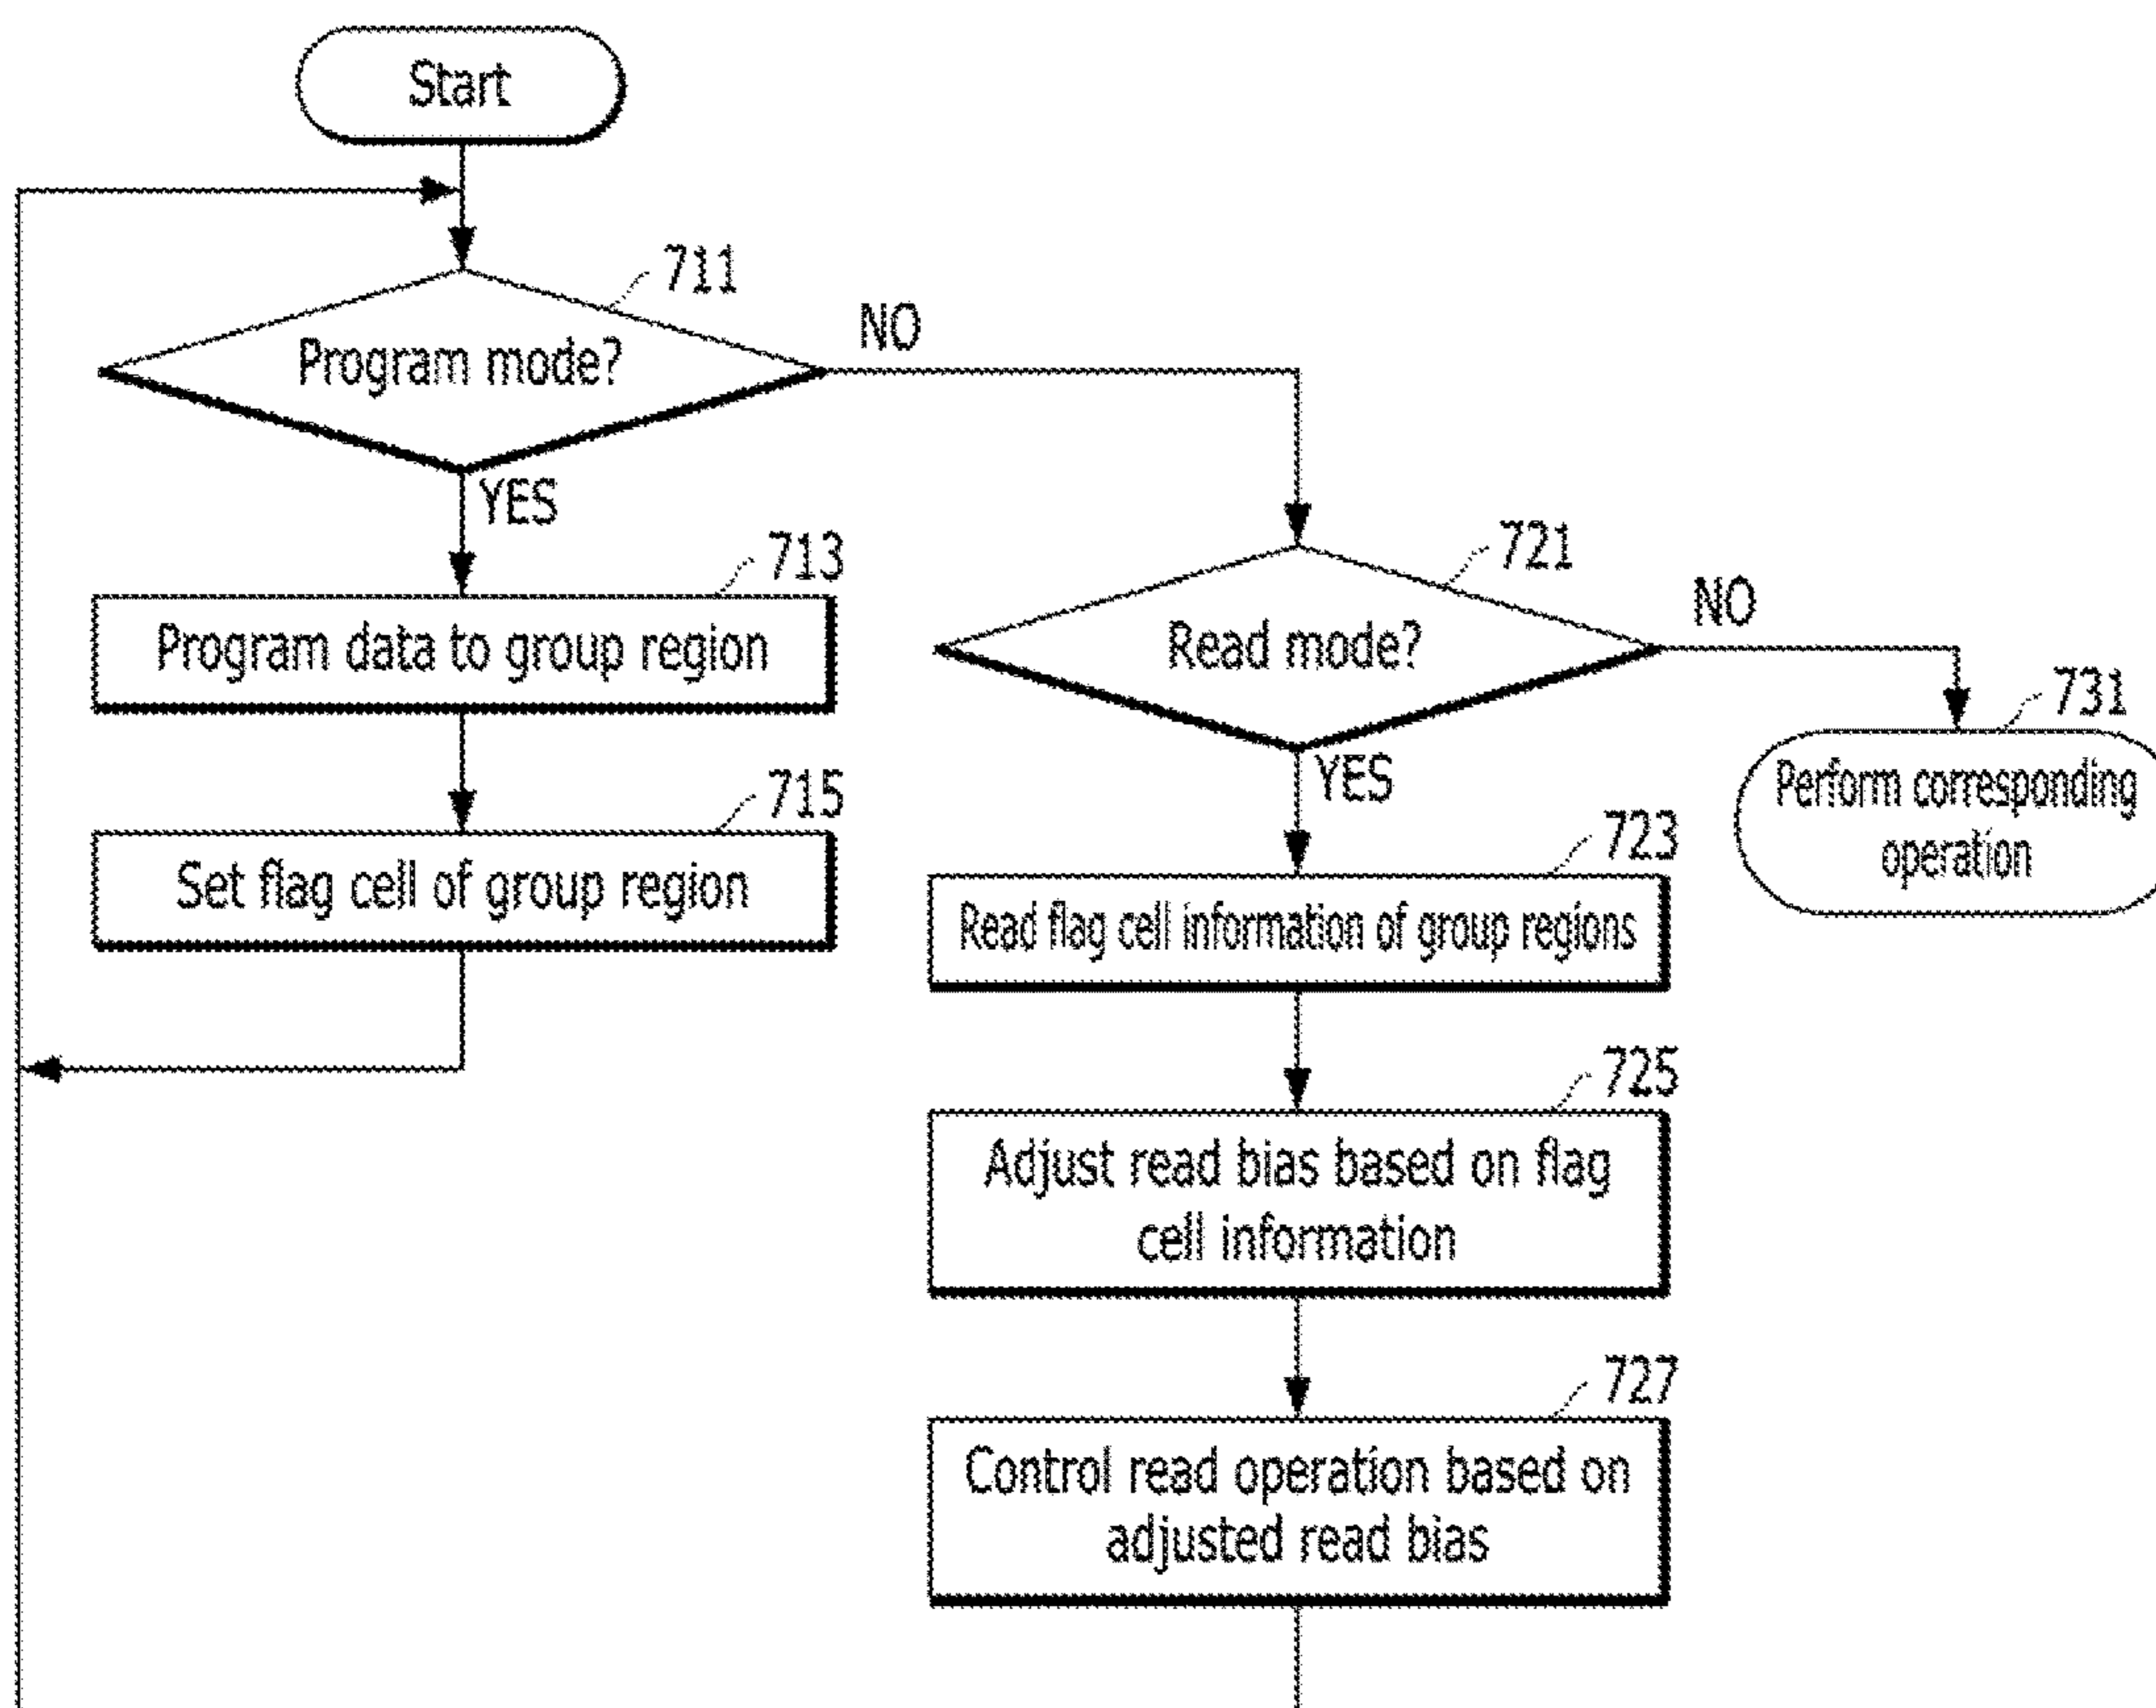 Start
711
Program mode?
NO
YES
713
Program data to group region
715
Set flag cell of group region
721
Read mode?
NO
YES
731
Perform corresponding
operation
723
Read flag cell information of group regions
725
Adjust read bias based on flag
cell information
727
Control read operation based on
adjusted read bias